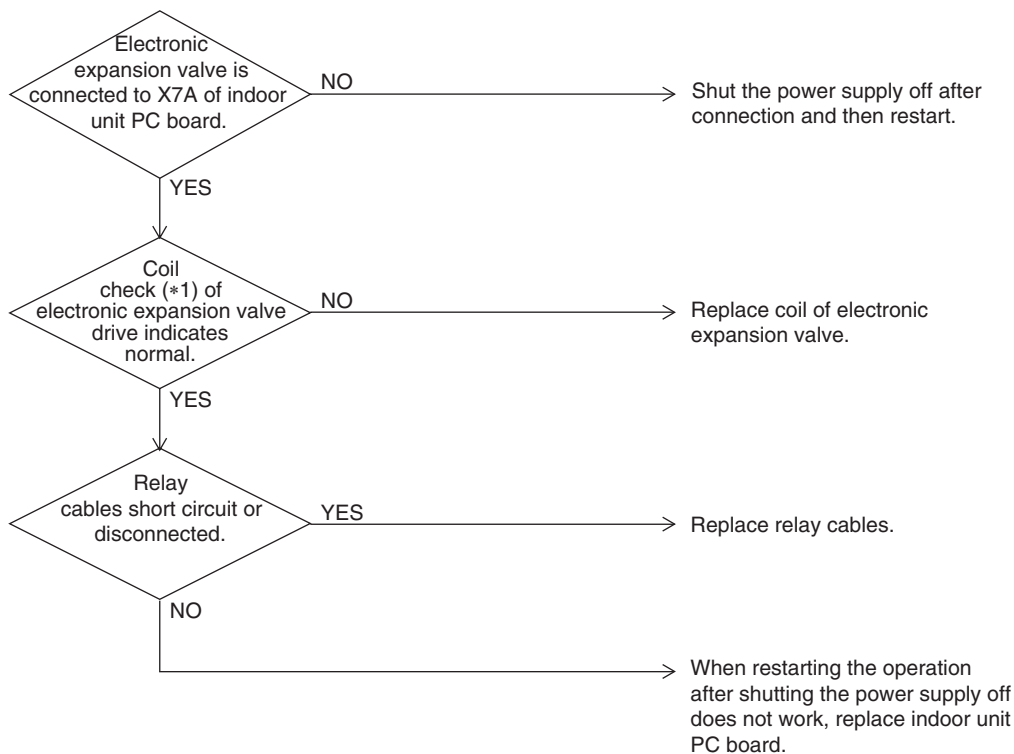 Electronic
expansion valve is
connected to X7A of indoor
unit PC board.
NO
Shut the power supply off after
connection and then restart.
YES
Coil
check (*1) of
electronic expansion valve
drive indicates
normal.
NO
Replace coil of electronic
expansion valve.
YES
Relay
cables short circuit or
disconnected.
YES
Replace relay cables.
NO
When restarting the operation
after shutting the power supply off
does not work, replace indoor unit
PC board.